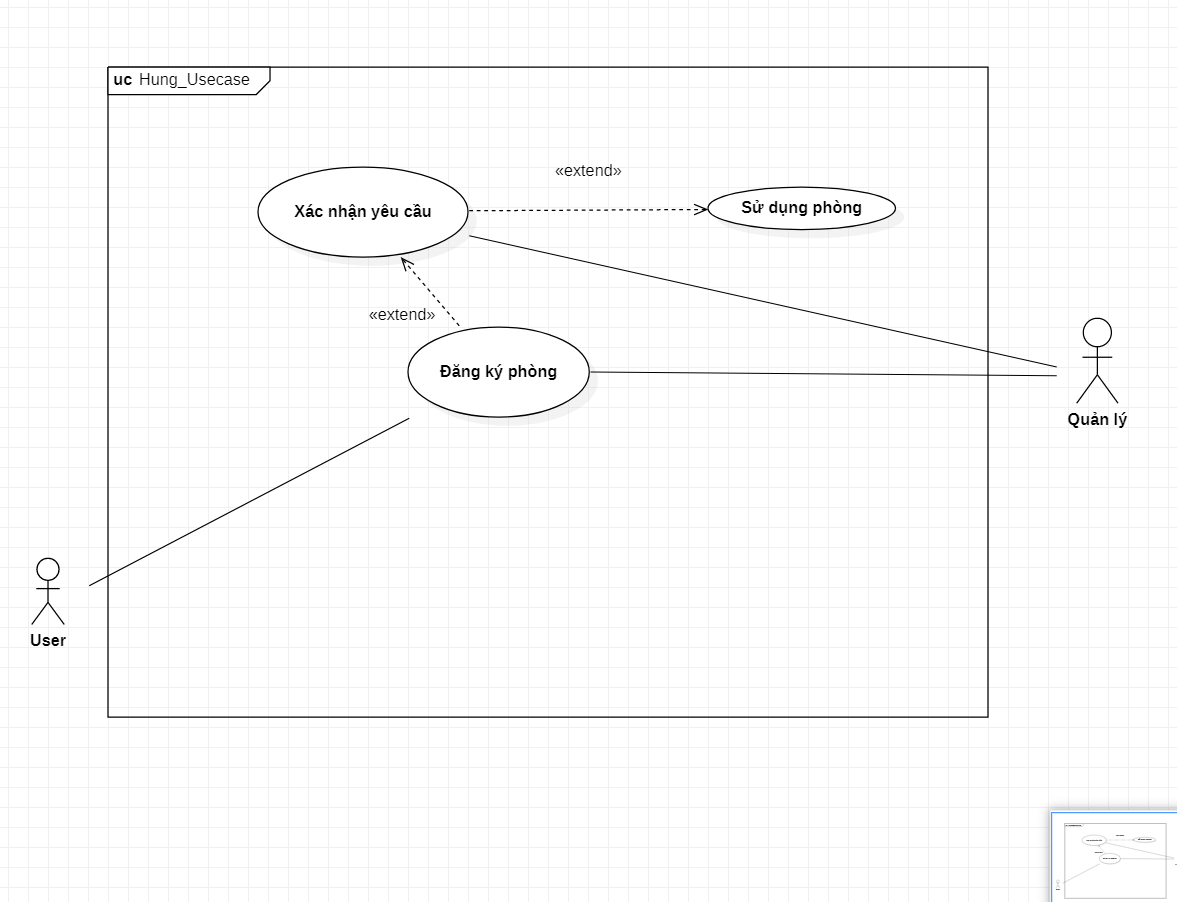 uc Hung_Usecase
«extend»
Xác nhận yêu cầu
Sử dụng phòng
«extend»
Đăng ký phòng
Quản lý
User